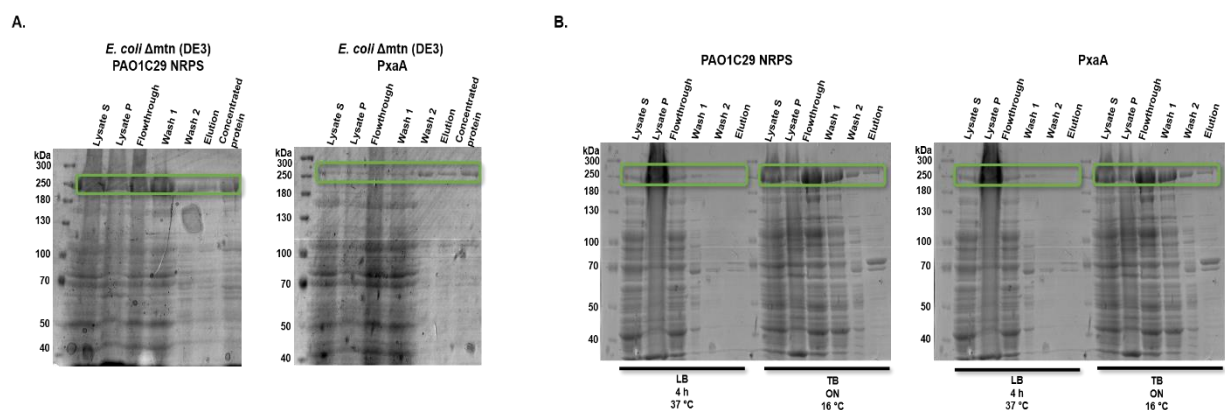 A.
E. coli Δmtn (DE3)
PAO1C29 NRPS
Lysate S
Lysate P
Flowthrough
Wash 1
Wash 2
Elution
Concentrated
protein
kDa
300
250
180
130
100
70
50
40
E. coli Δmtn (DE3)
PxaA
Lysate S
Lysate P
Flowthrough
Wash 1
Wash 2
Elution
Concentrated
protein
kDa
300
250
180
130
100
70
50
40
B.
PAO1C29 NRPS
Lysate S
Lysate P
Flowthrough
Wash 1
Wash 2
Elution
Lysate S
Lysate P
Flowthrough
Wash 1
Wash 2
Elution
kDa
300
250
180
130
100
70
50
40
LB
4 h
37 °C
TB
ON
16 °C
PxaA
Lysate S
Lysate P
Flowthrough
Wash 1
Wash 2
Elution
Lysate S
Lysate P
Flowthrough
Wash 1
Wash 2
Elution
kDa
300
250
180
130
100
70
50
40
LB
4 h
37 °C
TB
ON
16 °C